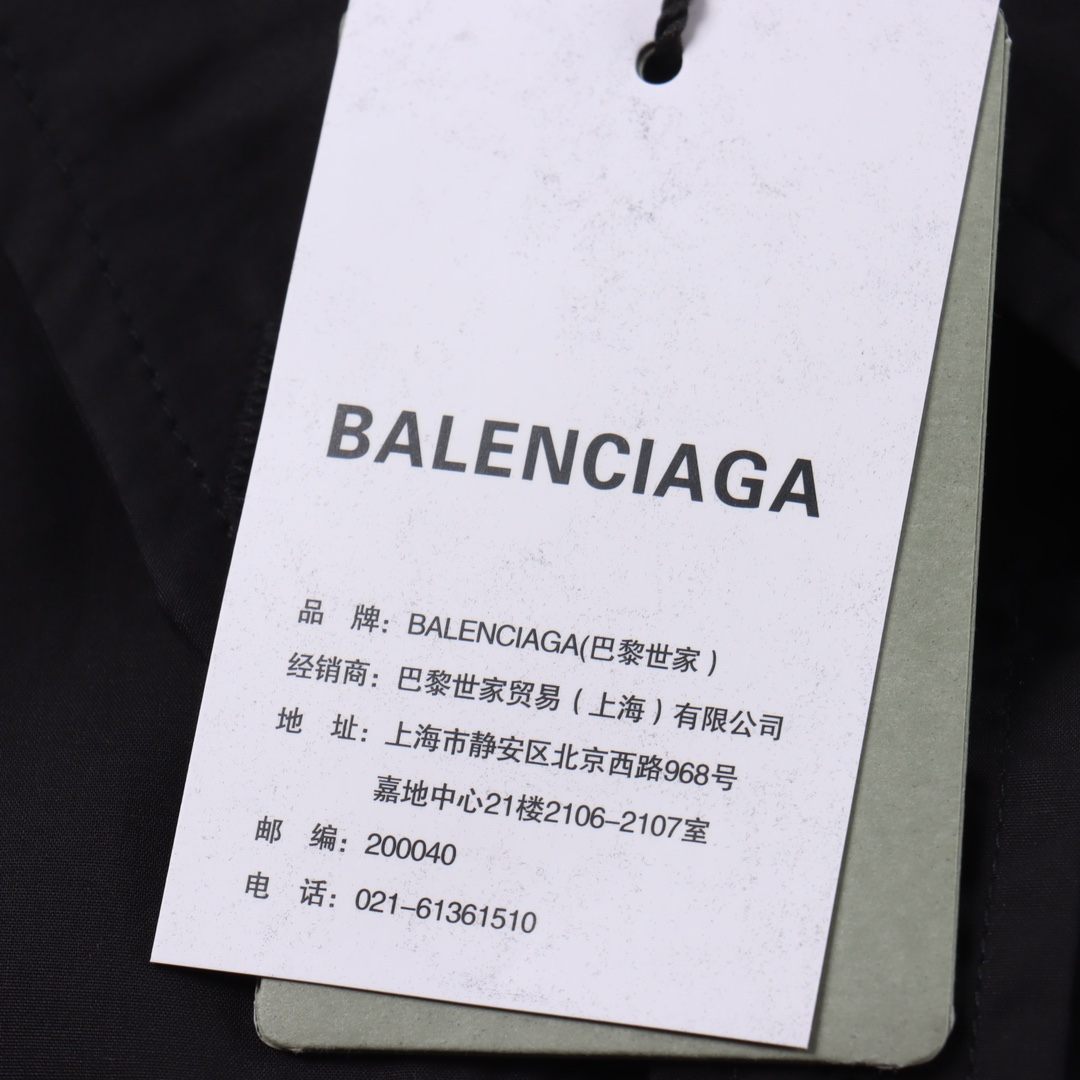 BALENCIAGA
品 牌：BALENCIAGA(巴黎世家)
经销商：巴黎世家贸易（上海）有限公司
地 址：上海市静安区北京西路968号
嘉地中心21楼2106-2107室
邮 编：200040
电 话：021-61361510